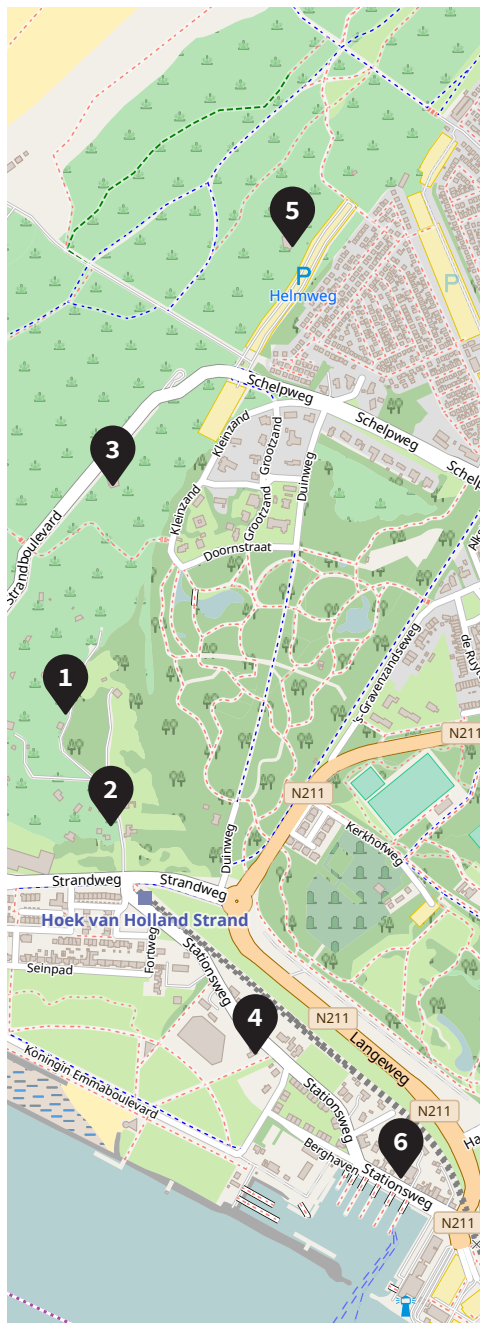 5
P
Helmweg
P
Schelpweg
Schelpweg
Schelp
Kleinzand
Grootzand
Duinweg
3
Kleinzand
Grootzand
Strandboulevard
Doornstraat
Alk
1
's-Gravenzandseweg
de Ruyt
N211
2
N211
Kerkhofweg
Duinweg
Strandweg
Strandweg
Hoek van Holland Strand
Fortweg
Seinpad
Stationsweg
4
N211
Langeweg
Koningin Emmaboulevard
Stationsweg
N211
Ha
Berghaven
6
Stationsweg
N211